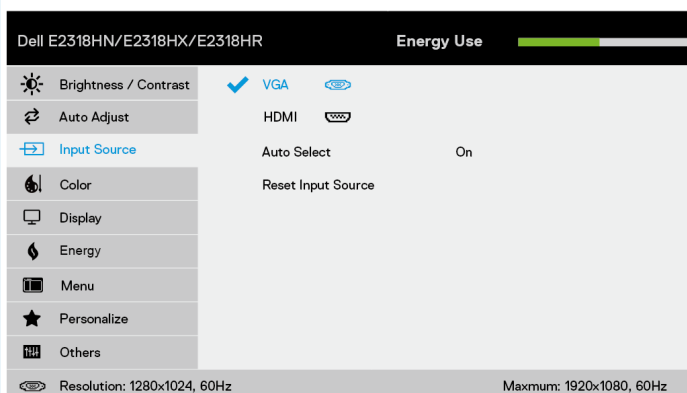 Dell E2318HN/E2318HX/E2318HR Energy Use
Brightness / Contrast VGA
Auto Adjust HDMI
Input Source Auto Select On
Color Reset Input Source
Display
Energy
Menu
Personalize
Others
Resolution: 1280x1024, 60Hz Maxmum: 1920x1080, 60Hz